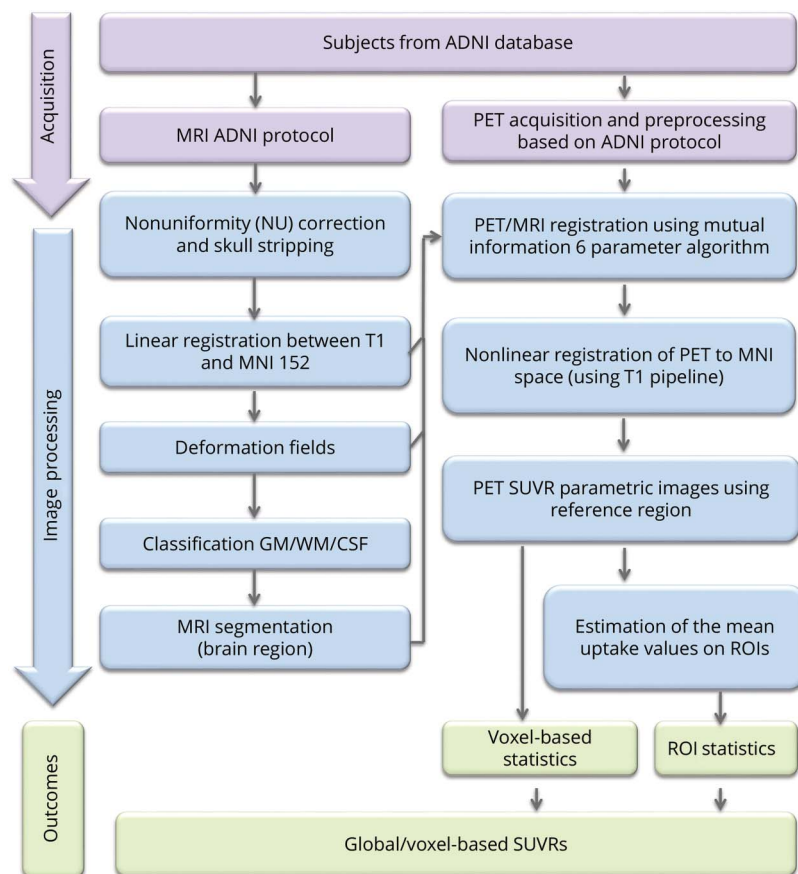 Acquisition
Subjects from ADNI database
MRI ADNI protocol
PET acquisition and preprocessing
based on ADNI protocol
Image processing
Nonuniformity (NU) correction
and skull stripping
PET/MRI registration using mutual
information 6 parameter algorithm
Linear registration between T1
and MNI 152
Nonlinear registration of PET to MNI
space (using T1 pipeline)
Deformation fields
PET SUVR parametric images using
reference region
Classification GM/WM/CSF
MRI segmentation
(brain region)
Estimation of the mean
uptake values on ROIs
Outcomes
Voxel-based
statistics
ROI statistics
Global/voxel-based SUVRs